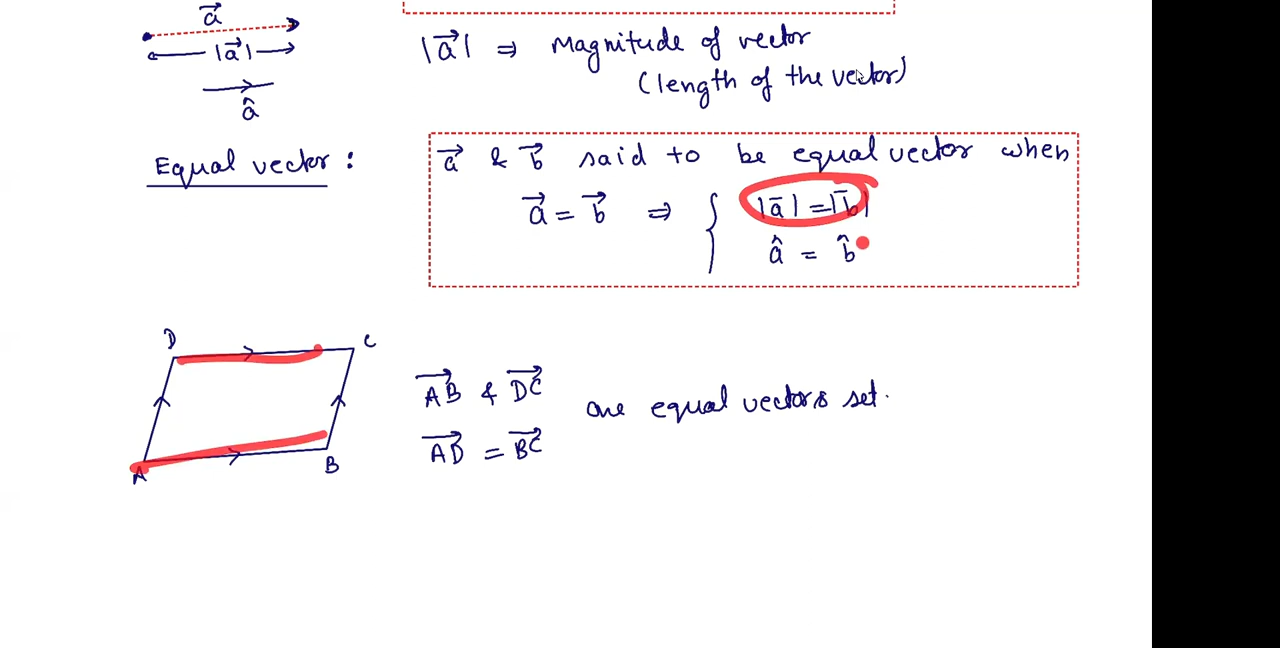 a⃗
|a⃗|
|a⃗| ⇒ Magnitude of vector
(length of the vector)
â
Equal vector :
a⃗ & b⃗ said to be equal vector when
a⃗ = b⃗ ⇒ { |a̅| = |b̅|
â = b̂
D C
AB⃗ & DC⃗ are equal vectors set.
AD⃗ = BC⃗
A B